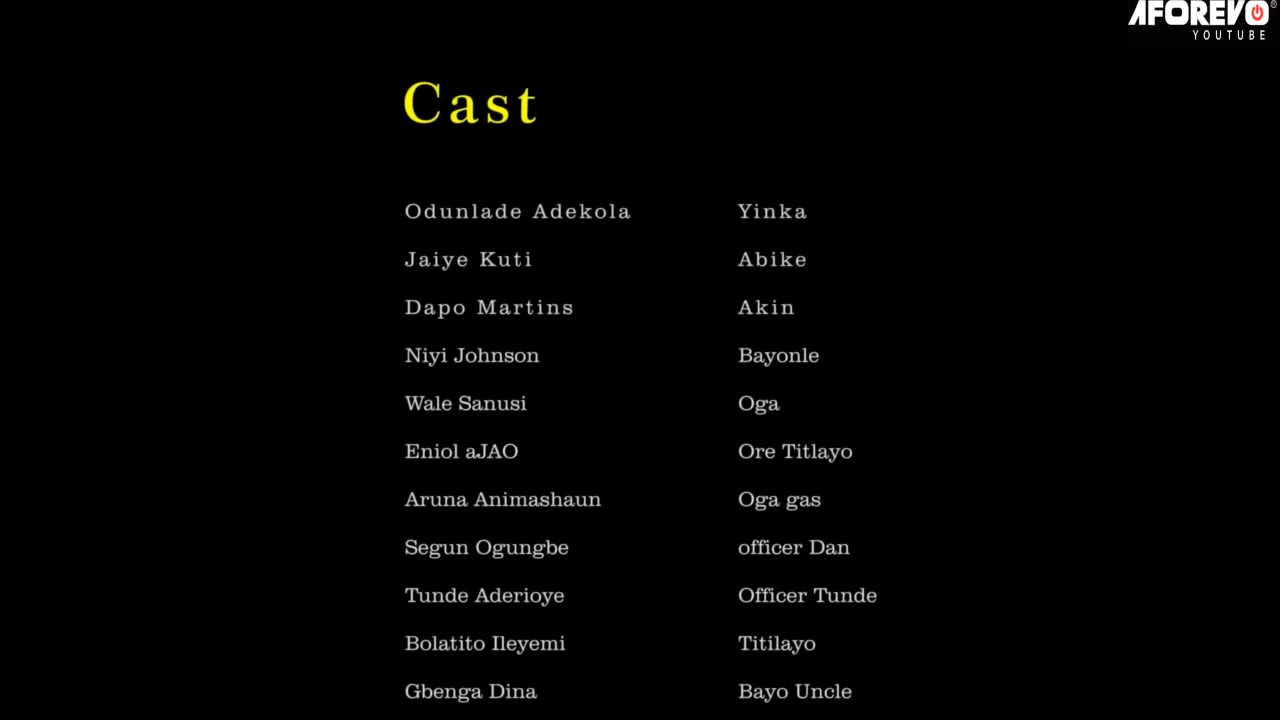 AFOREVO
YOUTUBE
Cast
Odunlade Adekola Yinka
Jaiye Kuti Abike
Dapo Martins Akin
Niyi Johnson Bayonle
Wale Sanusi Oga
Eniol aJAO Ore Titlayo
Aruna Animashaun Oga gas
Segun Ogungbe officer Dan
Tunde Aderioye Officer Tunde
Bolatito Ileyemi Titilayo
Gbenga Dina Bayo Uncle